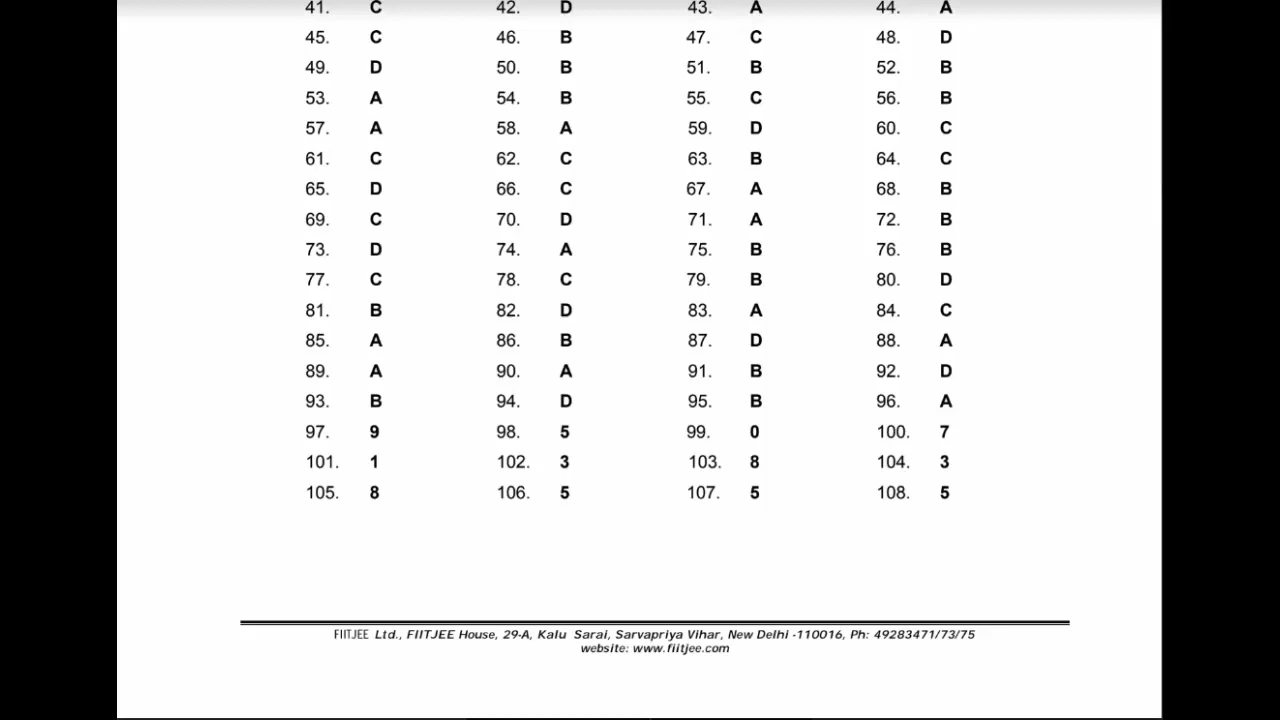 41. C 42. D 43. A 44. A
45. C 46. B 47. C 48. D
49. D 50. B 51. B 52. B
53. A 54. B 55. C 56. B
57. A 58. A 59. D 60. C
61. C 62. C 63. B 64. C
65. D 66. C 67. A 68. B
69. C 70. D 71. A 72. B
73. D 74. A 75. B 76. B
77. C 78. C 79. B 80. D
81. B 82. D 83. A 84. C
85. A 86. B 87. D 88. A
89. A 90. A 91. B 92. D
93. B 94. D 95. B 96. A
97. 9 98. 5 99. 0 100. 7
101. 1 102. 3 103. 8 104. 3
105. 8 106. 5 107. 5 108. 5
FIITJEE Ltd., FIITJEE House, 29-A, Kalu Sarai, Sarvapriya Vihar, New Delhi -110016, Ph: 49283471/73/75
website: www.fiitjee.com